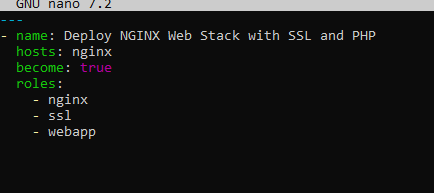 GNU nano 7.2
---
- name: Deploy NGINX Web Stack with SSL and PHP
  hosts: nginx
  become: true
  roles:
    - nginx
    - ssl
    - webapp